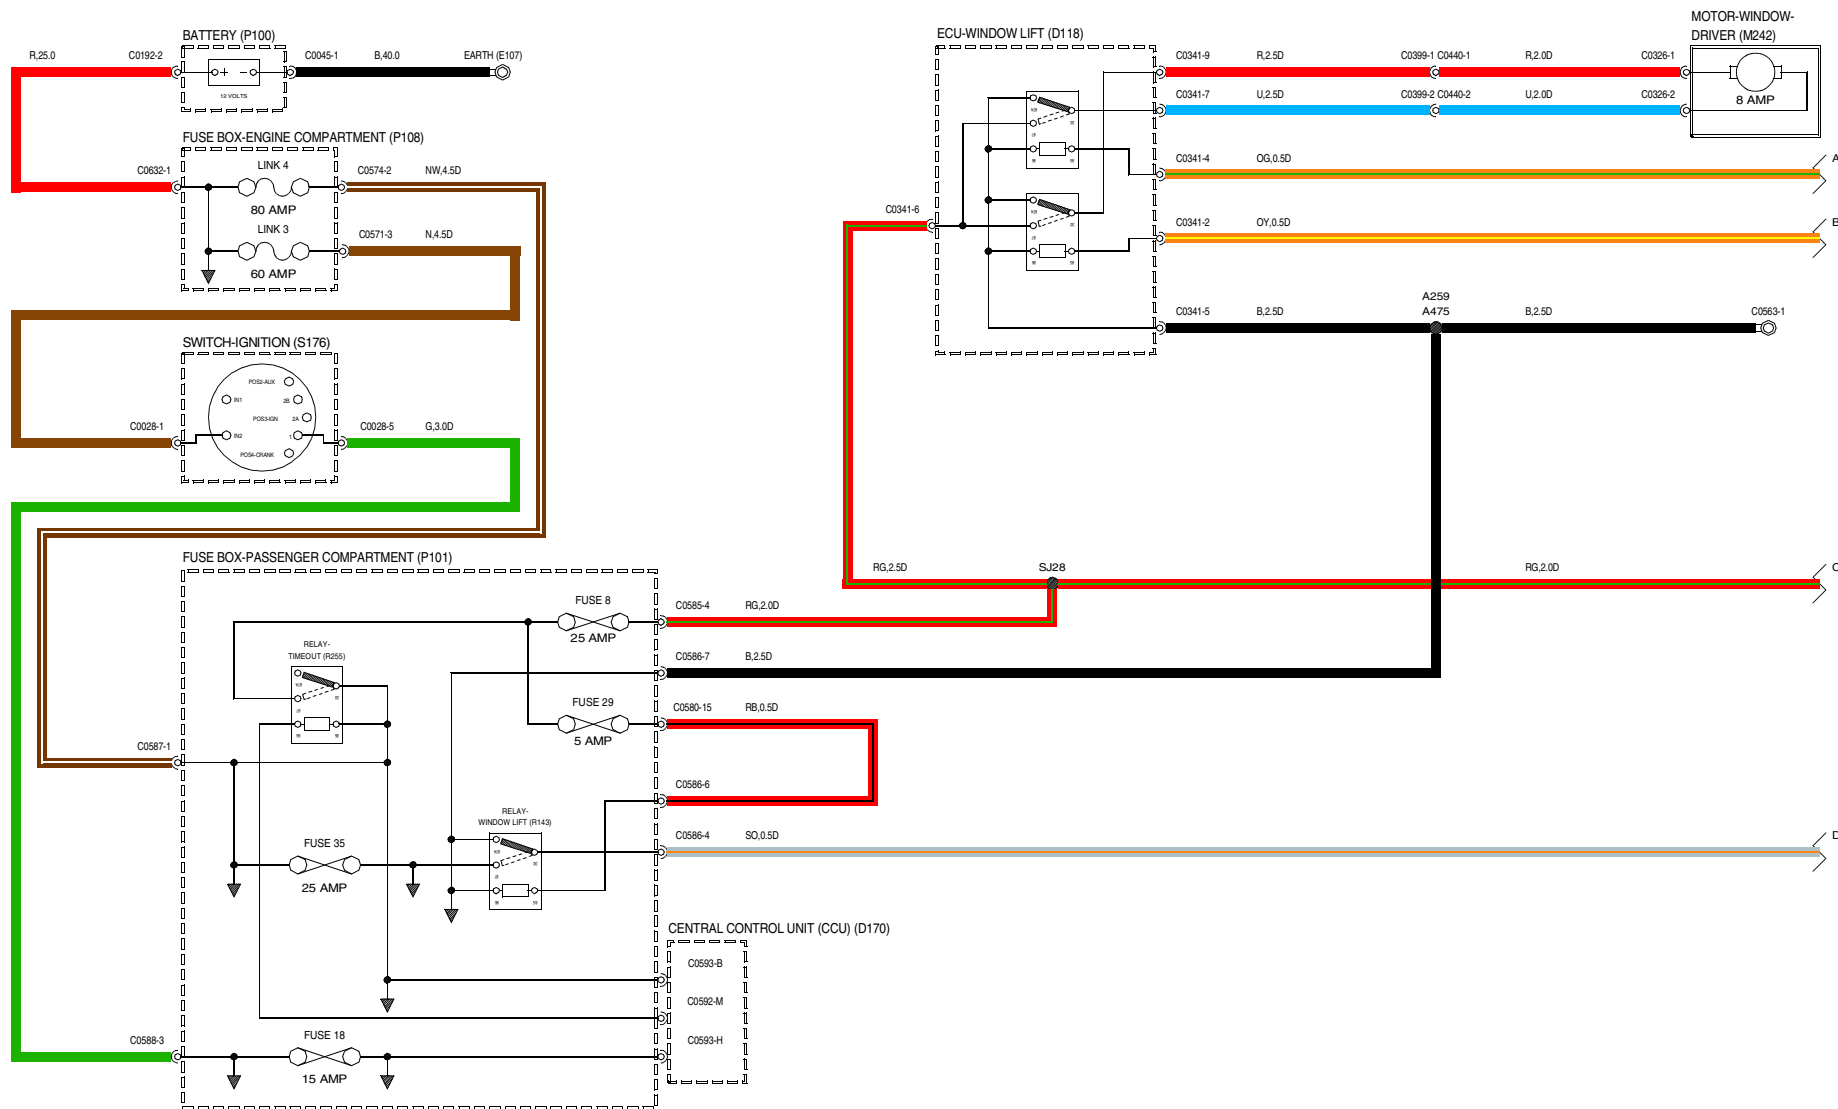 BATTERY (P100)
R,25.0
C0192-2
C0045-1
B,40.0
EARTH (E107)
12 VOLTS
FUSE BOX-ENGINE COMPARTMENT (P108)
LINK 4
C0632-1
C0574-2
NW,4.5D
80 AMP
LINK 3
C0571-3
N,4.5D
60 AMP
SWITCH-IGNITION (S176)
POS2-AUX
IN1
2B
POS3-IGN
2A
C0028-1
IN2
1
C0028-5
G,3.0D
POS4-CRANK
FUSE BOX-PASSENGER COMPARTMENT (P101)
FUSE 8
C0585-4
RG,2.0D
25 AMP
RELAY-
TIMEOUT (R255)
C0586-7
B,2.5D
FUSE 29
C0580-15
RB,0.5D
5 AMP
C0587-1
C0586-6
RELAY-
WINDOW LIFT (R143)
C0586-4
SO,0.5D
FUSE 35
25 AMP
CENTRAL CONTROL UNIT (CCU) (D170)
C0593-B
C0592-M
C0593-H
C0588-3
FUSE 18
15 AMP
ECU-WINDOW LIFT (D118)
MOTOR-WINDOW-
DRIVER (M242)
C0341-9
R,2.5D
C0399-1 C0440-1
R,2.0D
C0326-1
C0341-7
U,2.5D
C0399-2 C0440-2
U,2.0D
C0326-2
8 AMP
C0341-4
OG,0.5D
A
C0341-6
C0341-2
OY,0.5D
B
A259
A475
C0341-5
B,2.5D
B,2.5D
C0563-1
RG,2.5D
SJ28
RG,2.0D
C
D